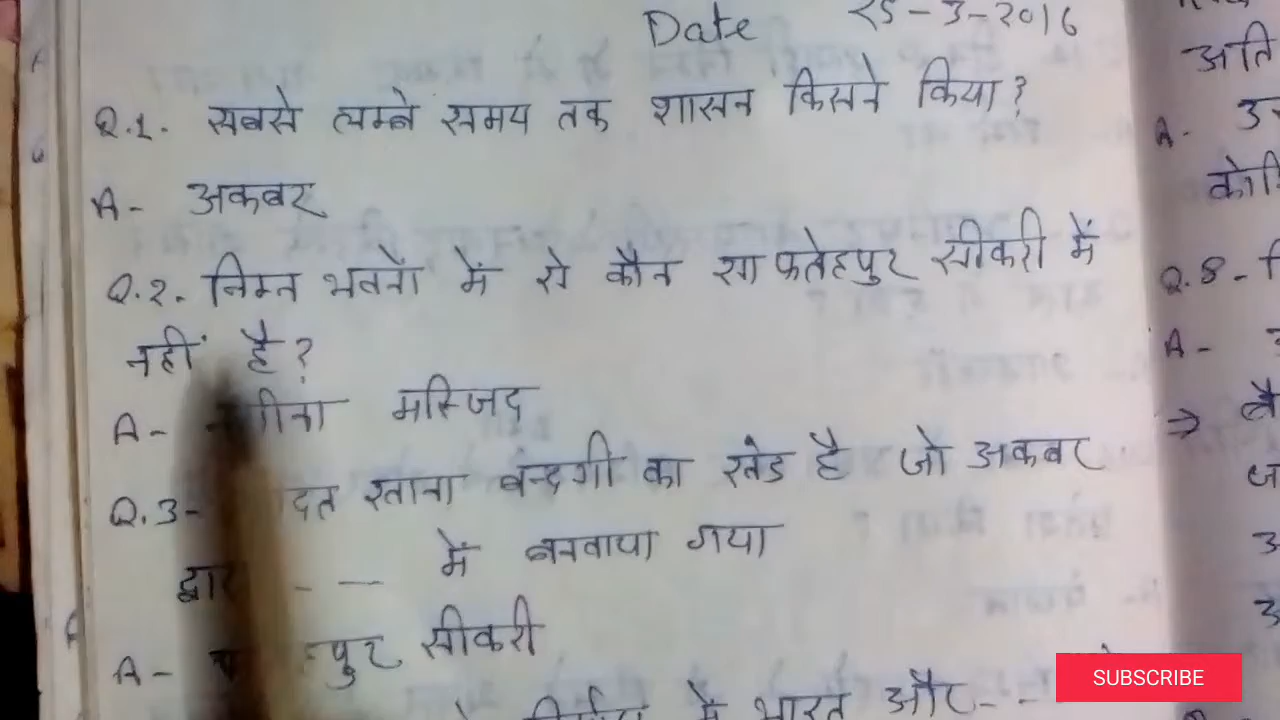 Date 25-3-2016
Q.1. सबसे लम्बे समय तक शासन किसने किया?
A- अकबर
Q.2. निम्न भवनों में से कौन सा फतेहपुर सीकरी में
नहीं है?
A- मस्जिद
Q.3- खाना बन्दगी का खंड है जो अकबर
-- में बनवाया गया
A- सीकरी
में भारत और--
अति
A-
Q.8-
A-
⇒
SUBSCRIBE